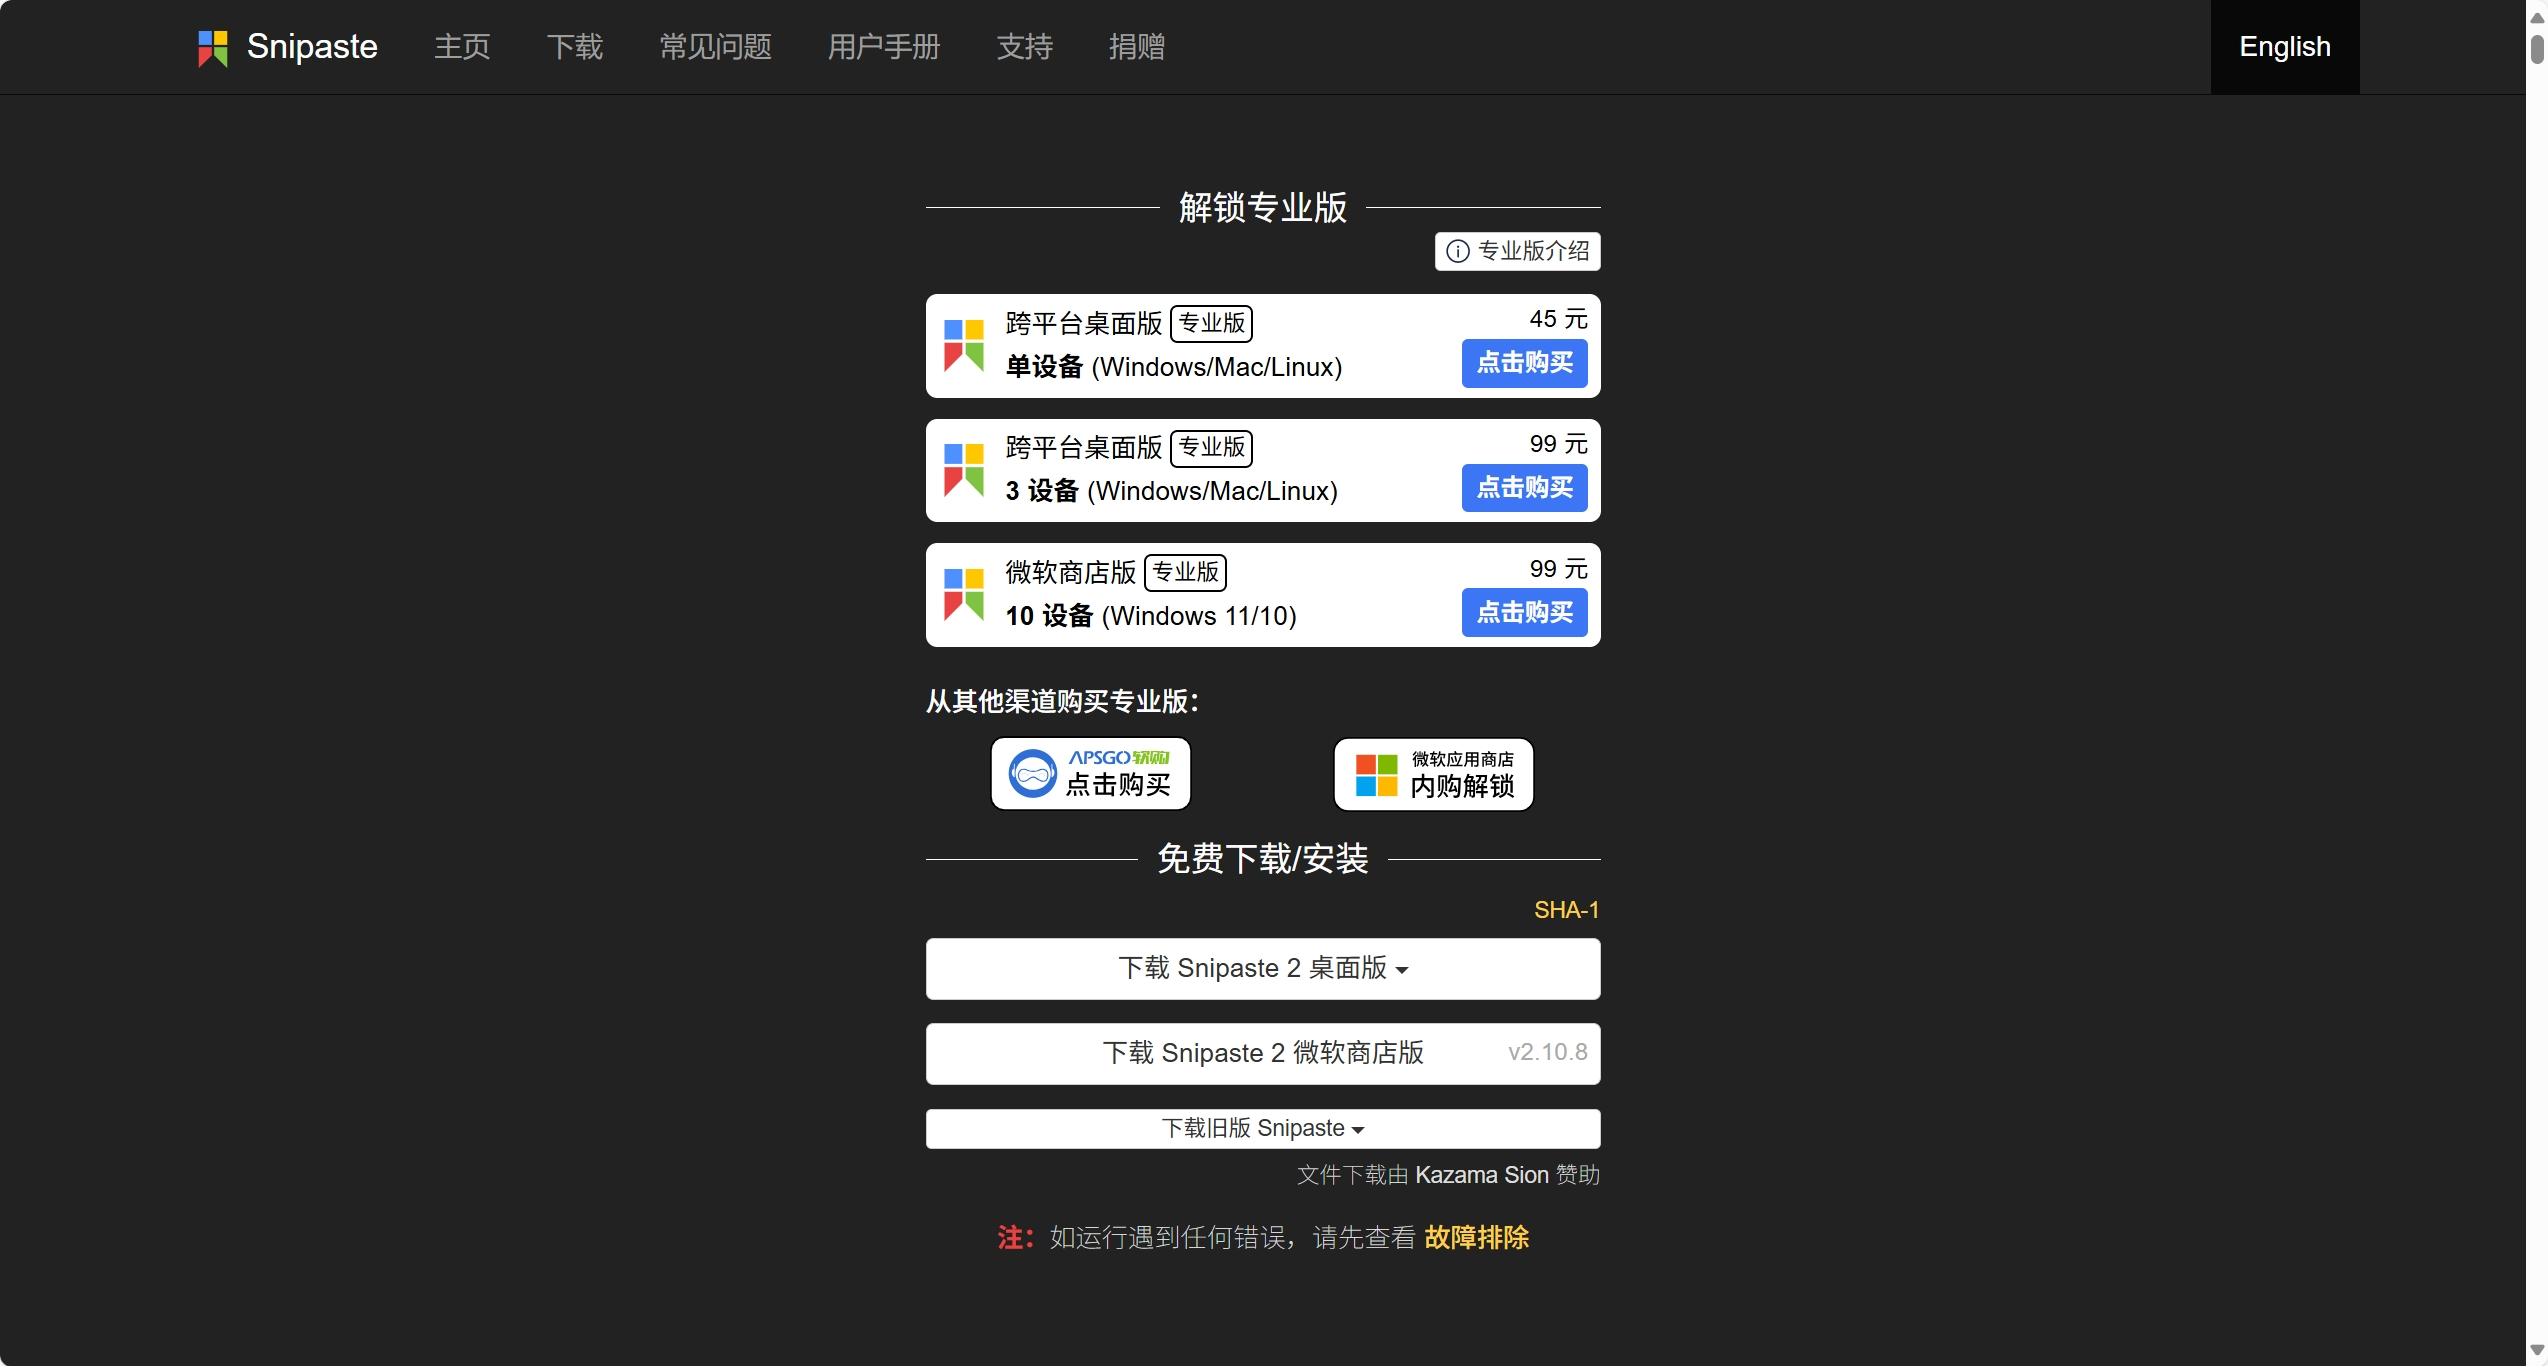 Snipaste 主页 下载 常见问题 用户手册 支持 捐赠 English
解锁专业版
专业版介绍
跨平台桌面版 专业版 45 元
单设备 (Windows/Mac/Linux) 点击购买
跨平台桌面版 专业版 99 元
3 设备 (Windows/Mac/Linux) 点击购买
微软商店版 专业版 99 元
10 设备 (Windows 11/10) 点击购买
从其他渠道购买专业版：
APSGO软购
点击购买
微软应用商店
内购解锁
免费下载/安装
SHA-1
下载 Snipaste 2 桌面版
下载 Snipaste 2 微软商店版 v2.10.8
下载旧版 Snipaste
文件下载由 Kazama Sion 赞助
注：如运行遇到任何错误，请先查看 故障排除